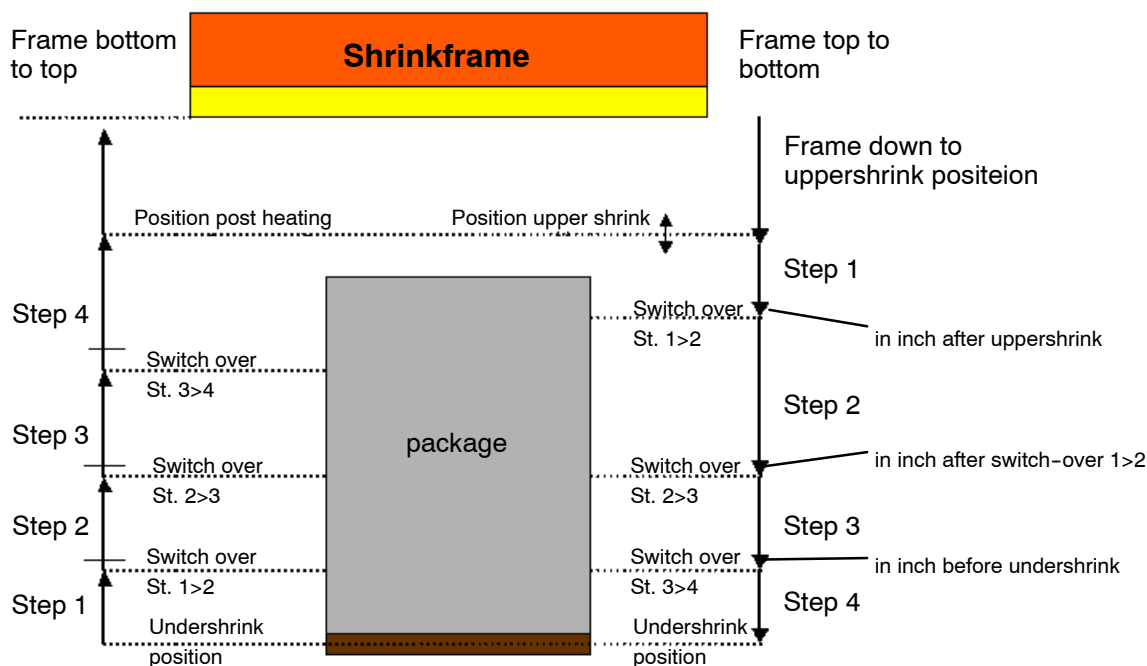 Frame bottom
to top
Shrinkframe
Frame top to
bottom
Frame down to
uppershrink positeion
Position post heating
Position upper shrink
Step 1
Step 4
Switch over
St. 1>2
in inch after uppershrink
Switch over
St. 3>4
Step 2
Step 3
package
Switch over
St. 2>3
Switch over
St. 2>3
in inch after switch-over 1>2
Step 2
Step 3
Switch over
St. 1>2
Switch over
St. 3>4
in inch before undershrink
Step 1
Step 4
Undershrink
position
Undershrink
position